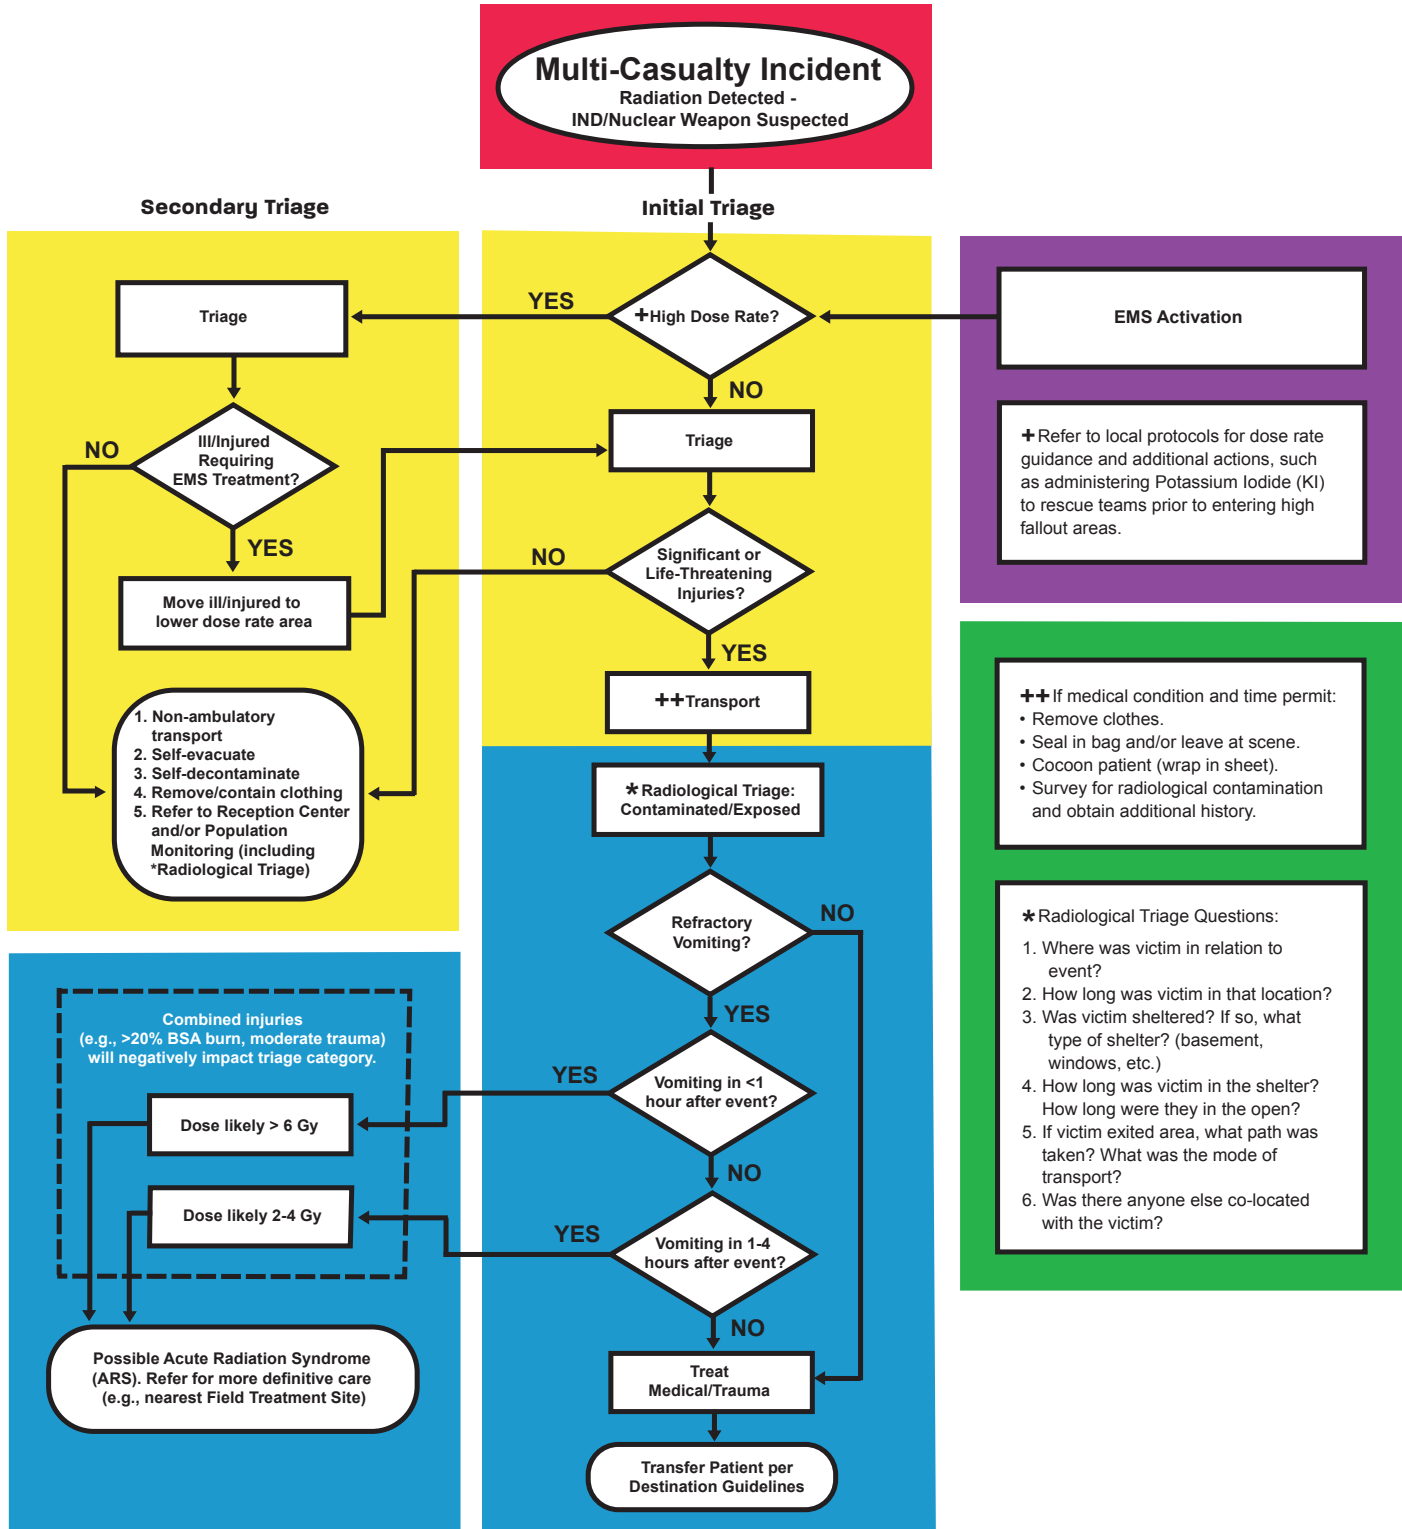 Multi-Casualty Incident
Radiation Detected -
IND/Nuclear Weapon Suspected
Secondary Triage
Initial Triage
Triage
YES
+High Dose Rate?
EMS Activation
NO
Ill/Injured
Requiring
EMS Treatment?
NO
Triage
+Refer to local protocols for dose rate
guidance and additional actions, such
as administering Potassium Iodide (KI)
to rescue teams prior to entering high
fallout areas.
YES
Move ill/injured to
lower dose rate area
NO
Significant or
Life-Threatening
Injuries?
YES
++Transport
1. Non-ambulatory
transport
2. Self-evacuate
3. Self-decontaminate
4. Remove/contain clothing
5. Refer to Reception Center
and/or Population
Monitoring (including
*Radiological Triage)
++If medical condition and time permit:
• Remove clothes.
• Seal in bag and/or leave at scene.
• Cocoon patient (wrap in sheet).
• Survey for radiological contamination
and obtain additional history.
*Radiological Triage:
Contaminated/Exposed
Refractory
Vomiting?
NO
YES
*Radiological Triage Questions:
1. Where was victim in relation to
event?
2. How long was victim in that location?
3. Was victim sheltered? If so, what
type of shelter? (basement,
windows, etc.)
4. How long was victim in the shelter?
How long were they in the open?
5. If victim exited area, what path was
taken? What was the mode of
transport?
6. Was there anyone else co-located
with the victim?
Combined injuries
(e.g., >20% BSA burn, moderate trauma)
will negatively impact triage category.
YES
Vomiting in <1
hour after event?
Dose likely > 6 Gy
NO
Dose likely 2-4 Gy
YES
Vomiting in 1-4
hours after event?
NO
Possible Acute Radiation Syndrome
(ARS). Refer for more definitive care
(e.g., nearest Field Treatment Site)
Treat
Medical/Trauma
Transfer Patient per
Destination Guidelines